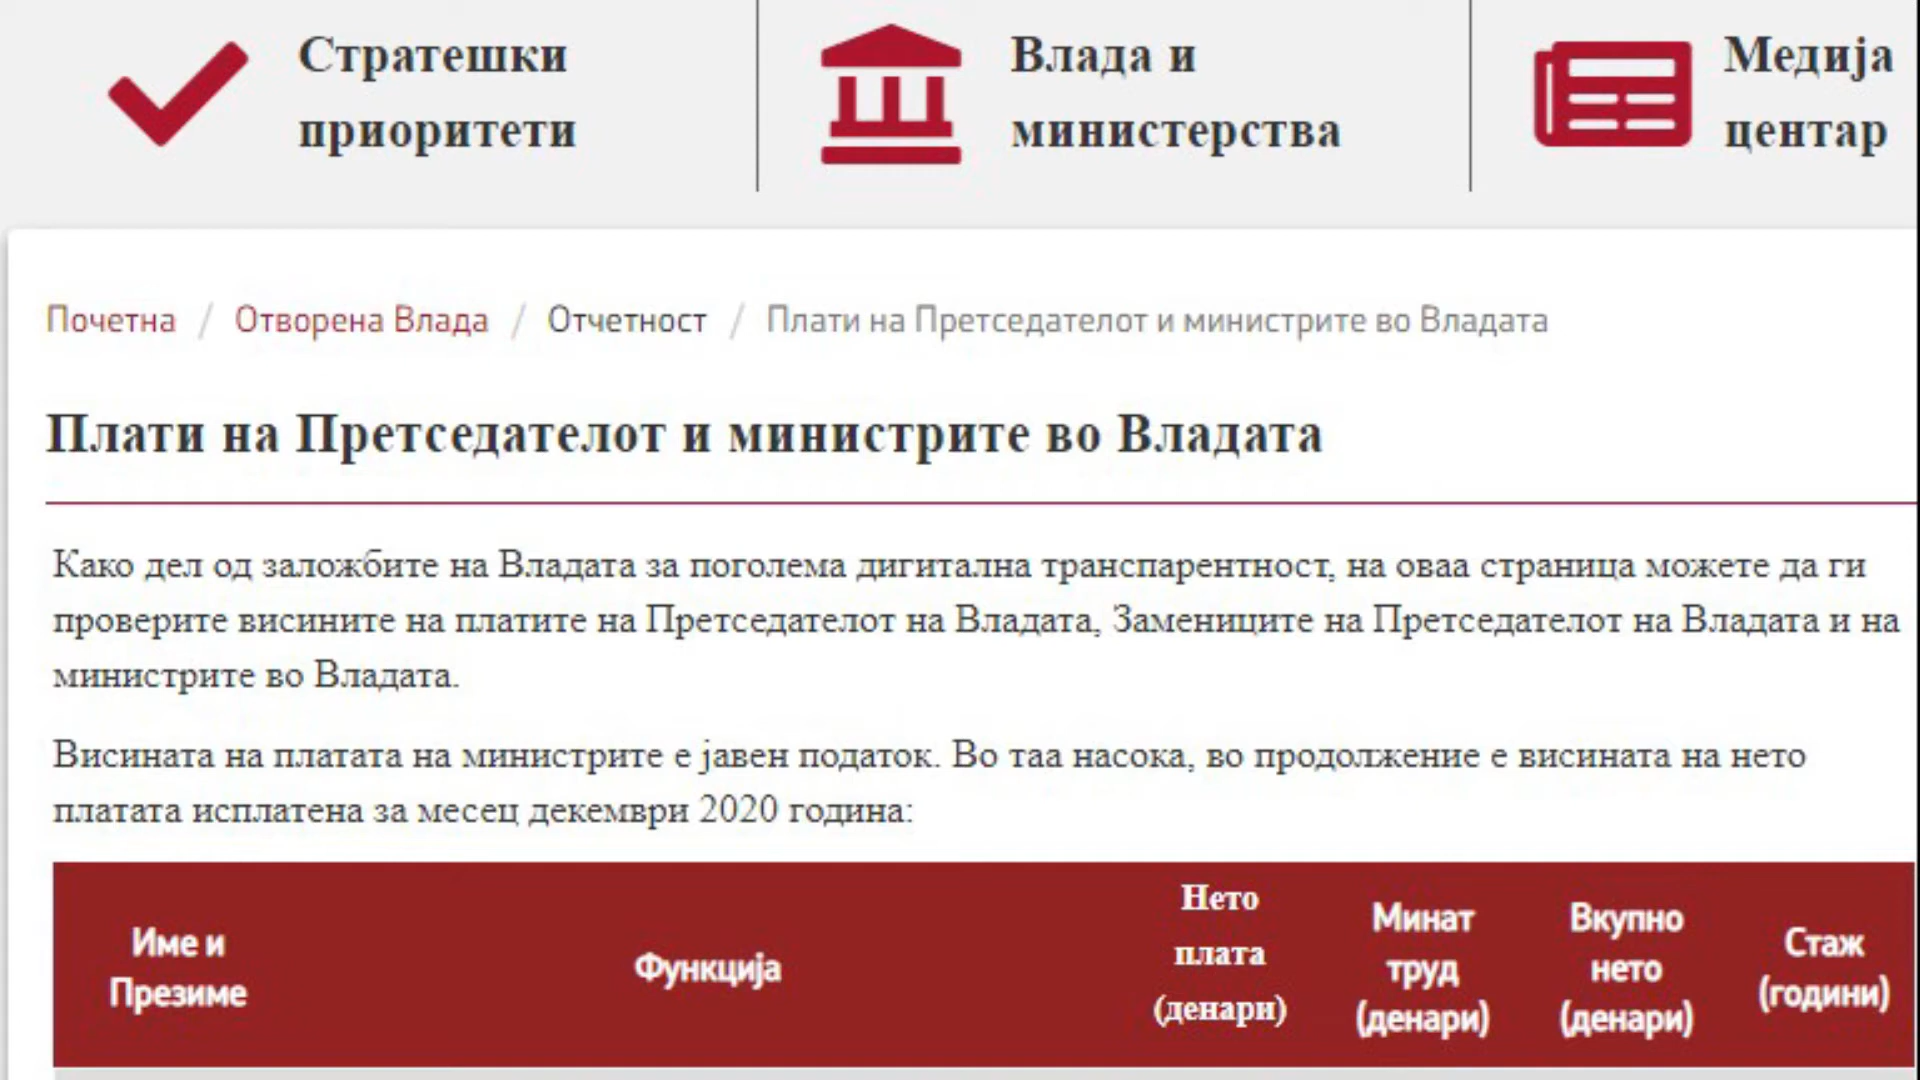 Стратешки
приоритети
Влада и
министерства
Медија
центар
Почетна / Отворена Влада / Отчетност / Плати на Претседателот и министрите во Владата
Плати на Претседателот и министрите во Владата
Како дел од заложбите на Владата за поголема дигитална транспарентност, на оваа страница можете да ги
проверите висините на платите на Претседателот на Владата, Замениците на Претседателот на Владата и на
министрите во Владата.
Висината на платата на министрите е јавен податок. Во таа насока, во продолжение е висината на нето
платата исплатена за месец декември 2020 година:
Име и
Презиме
Функција
Нето
плата
(денари)
Минат
труд
(денари)
Вкупно
нето
(денари)
Стаж
(години)